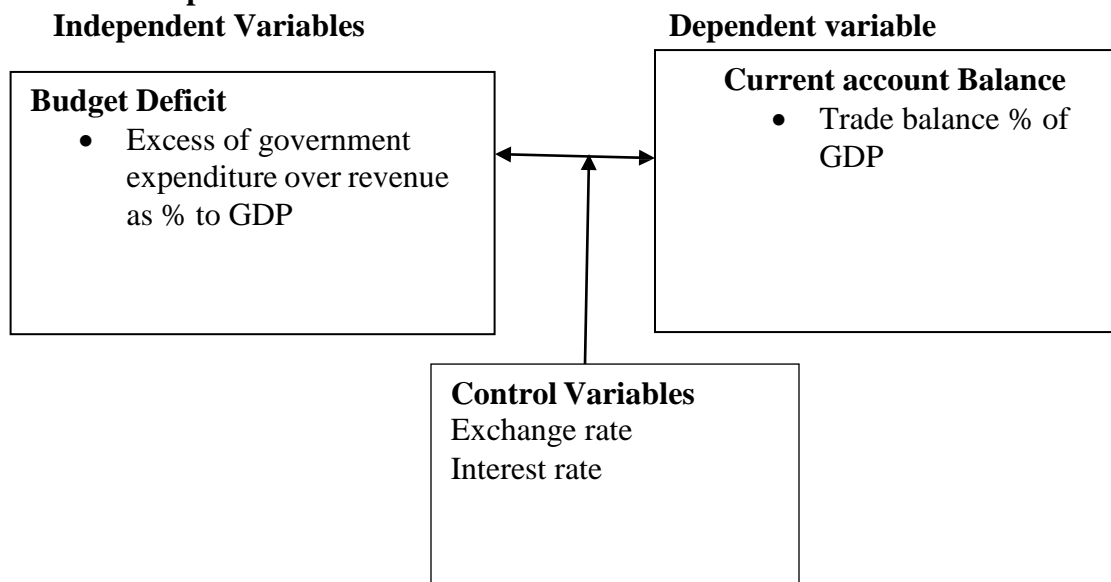 Independent Variables
Dependent variable
Budget Deficit
• Excess of government
expenditure over revenue
as % to GDP
Current account Balance
• Trade balance % of
GDP
Control Variables
Exchange rate
Interest rate